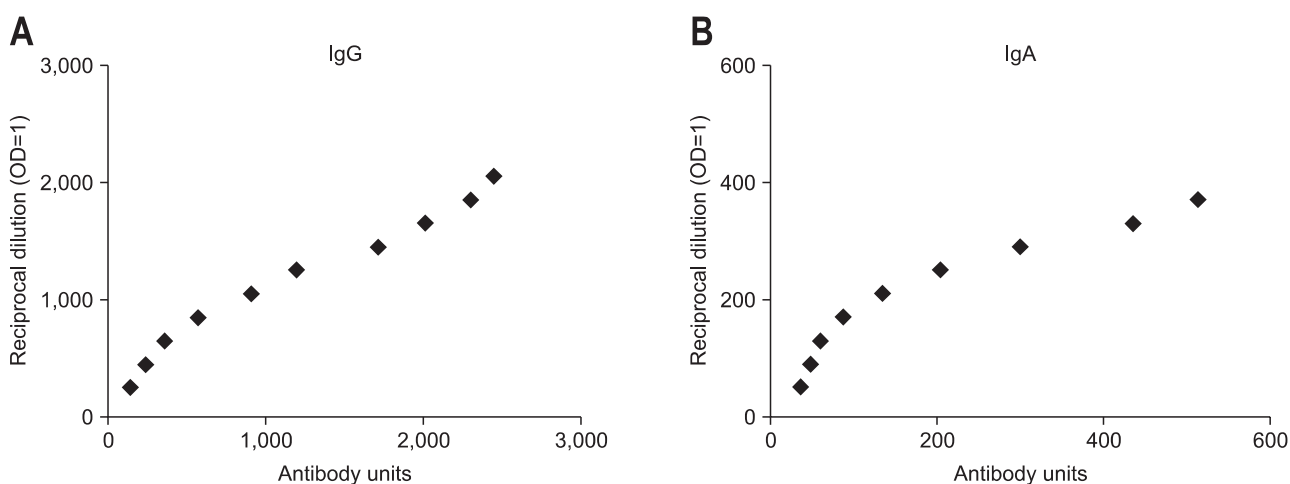 A
IgG
3,000
2,000
1,000
0
0 1,000 2,000 3,000
Reciprocal dilution (OD=1)
Antibody units
B
IgA
600
400
200
0
0 200 400 600
Reciprocal dilution (OD=1)
Antibody units